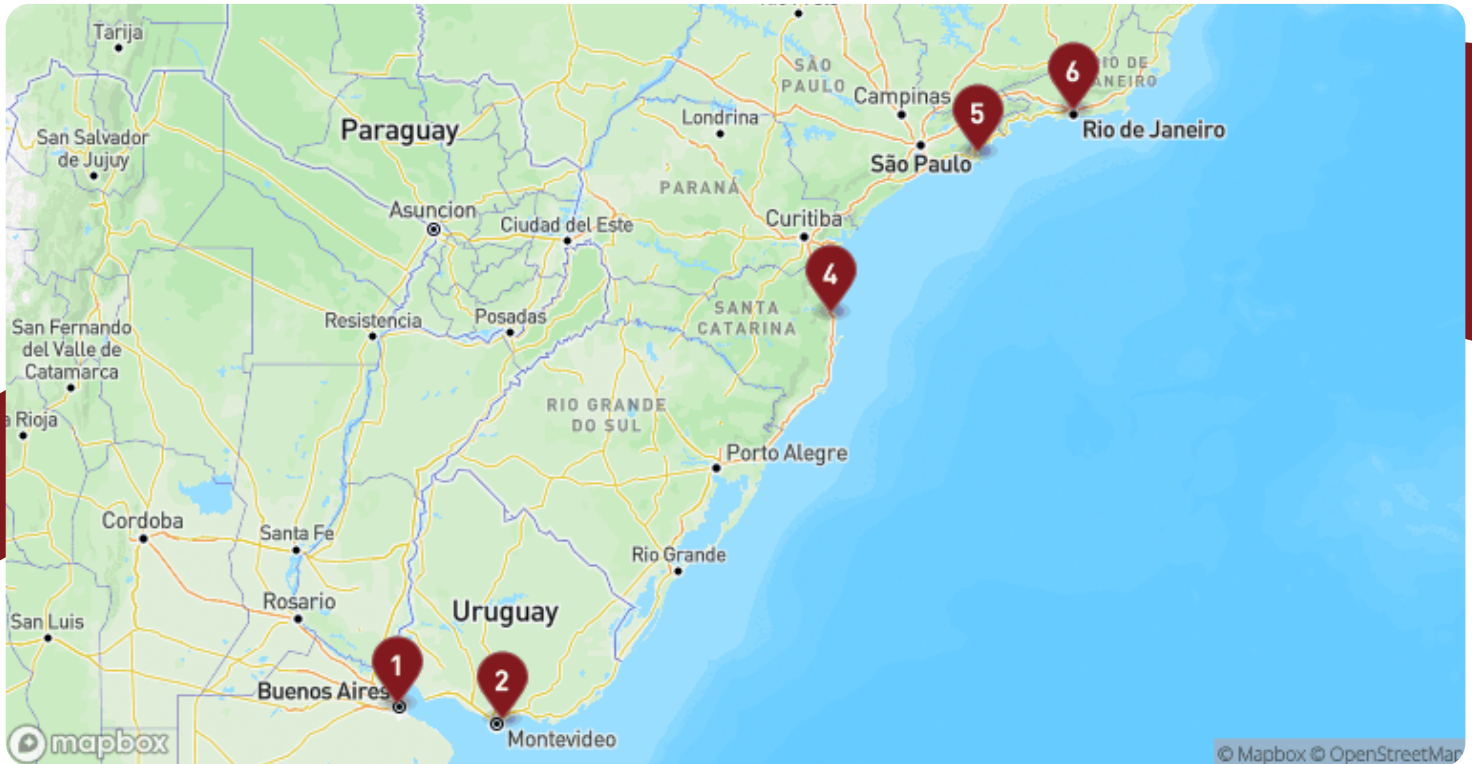 Tarija
SÃO
PAULO
6
RIO DE
JANEIRO
Campinas
5
Rio de Janeiro
Londrina
Paraguay
San Salvador
de Jujuy
São Paulo
PARANÁ
Asuncion
Ciudad del Este
Curitiba
4
SANTA
CATARINA
Resistencia
Posadas
San Fernando
del Valle de
Catamarca
a Rioja
RIO GRANDE
DO SUL
Porto Alegre
Cordoba
Santa Fe
Rio Grande
Rosario
Uruguay
San Luis
1
2
Buenos Aires
Montevideo
mapbox
© Mapbox © OpenStreetMap